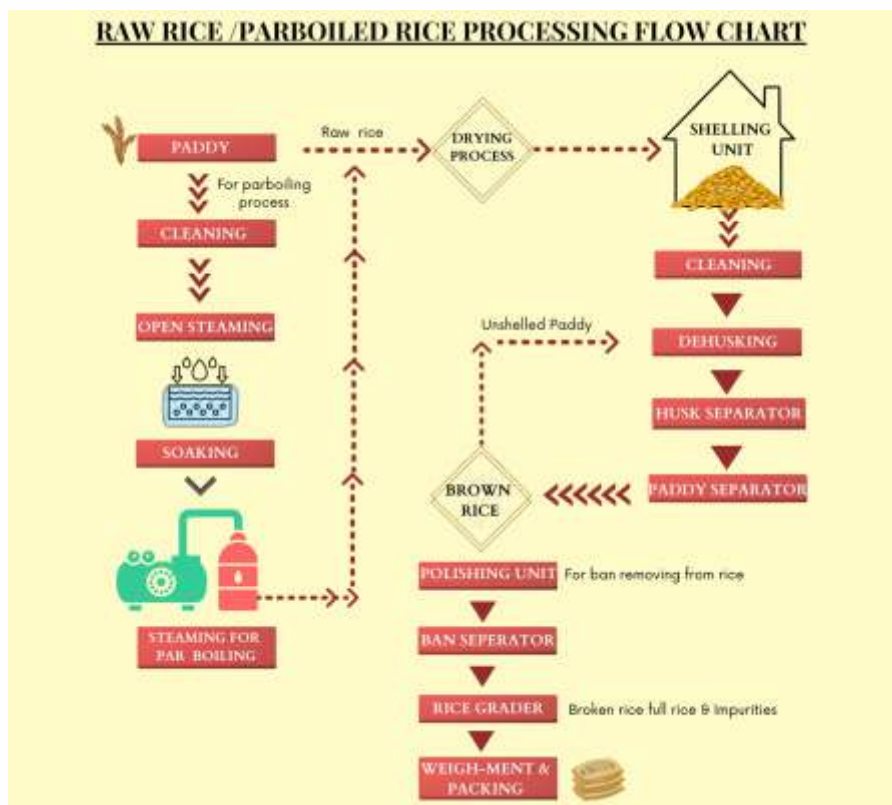 RAW RICE /PARBOILED RICE PROCESSING FLOW CHART
PADDY
Raw rice
DRYING
PROCESS
SHELLING
UNIT
For parboiling
process
CLEANING
OPEN STEAMING
SOAKING
STEAMING FOR
PAR BOILING
CLEANING
Unshelled Paddy
DEHUSKING
HUSK SEPARATOR
PADDY SEPARATOR
BROWN
RICE
POLISHING UNIT
For ban removing from rice
BAN SEPERATOR
RICE GRADER
Broken rice full rice & Impurities
WEIGH-MENT &
PACKING